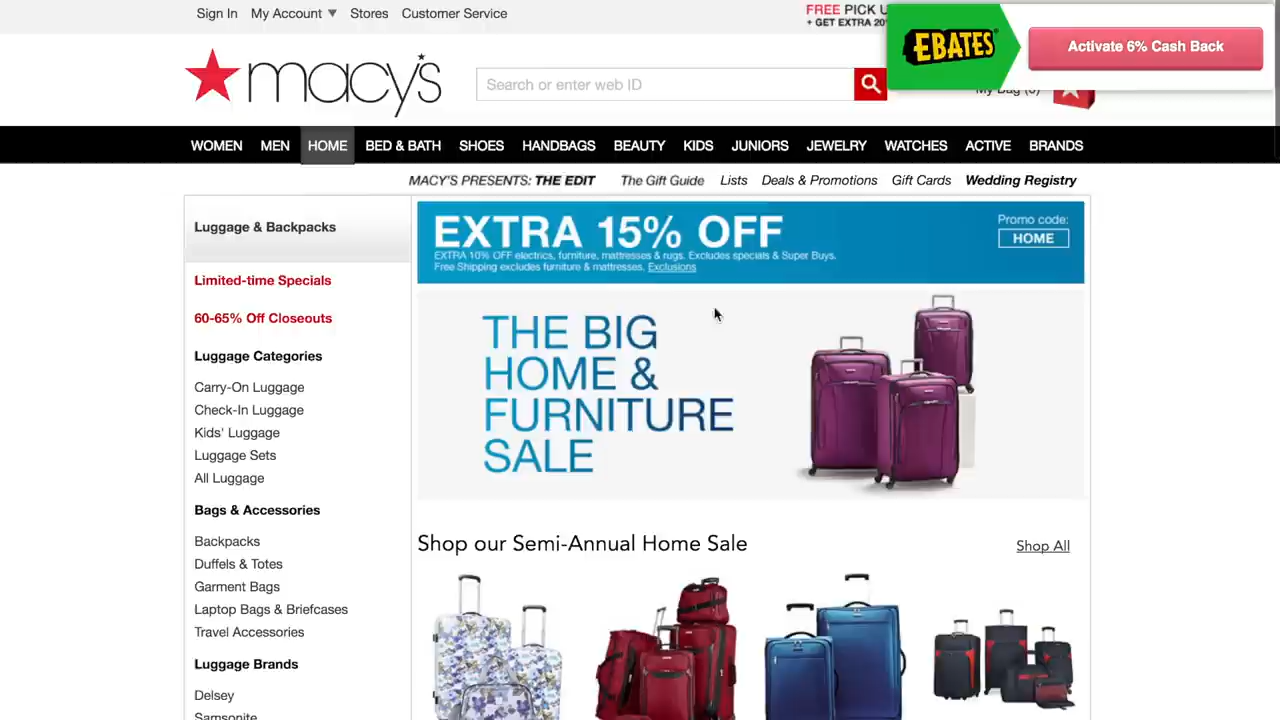 Sign In My Account Stores Customer Service
FREE PICK U
+ GET EXTRA 20
EBATES
Activate 6% Cash Back
macy's
Search or enter web ID
WOMEN MEN HOME BED & BATH SHOES HANDBAGS BEAUTY KIDS JUNIORS JEWELRY WATCHES ACTIVE BRANDS
MACY'S PRESENTS: THE EDIT The Gift Guide Lists Deals & Promotions Gift Cards Wedding Registry
Luggage & Backpacks
Limited-time Specials
60-65% Off Closeouts
Luggage Categories
Carry-On Luggage
Check-In Luggage
Kids' Luggage
Luggage Sets
All Luggage
Bags & Accessories
Backpacks
Duffels & Totes
Garment Bags
Laptop Bags & Briefcases
Travel Accessories
Luggage Brands
Delsey
Samsonite
EXTRA 15% OFF
EXTRA 10% OFF electrics, furniture, mattresses & rugs. Excludes specials & Super Buys.
Free Shipping excludes furniture & mattresses. Exclusions
Promo code:
HOME
THE BIG
HOME &
FURNITURE
SALE
Shop our Semi-Annual Home Sale
Shop All